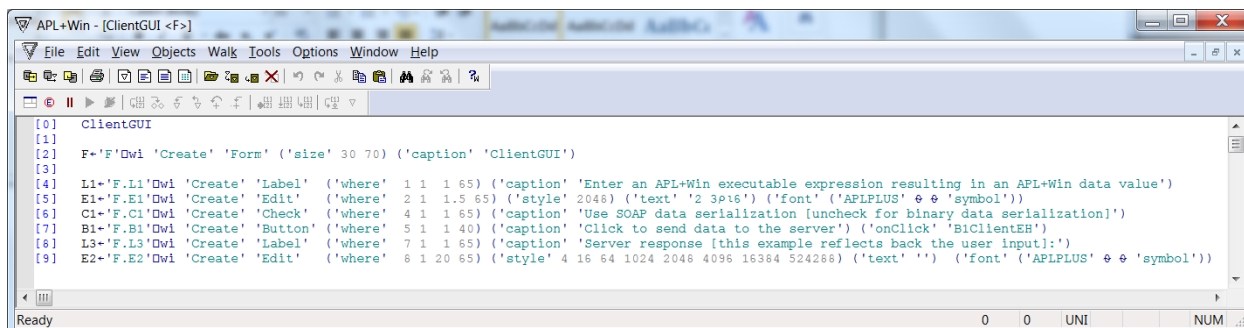 APL+Win - [ClientGUI <F>]
File Edit View Objects Walk Tools Options Window Help
[0] ClientGUI
[1]
[2] F←'F'⎕wi 'Create' 'Form' ('size' 30 70) ('caption' 'ClientGUI')
[3]
[4] L1←'F.L1'⎕wi 'Create' 'Label' ('where' 1 1 1 65) ('caption' 'Enter an APL+Win executable expression resulting in an APL+Win data value')
[5] E1←'F.E1'⎕wi 'Create' 'Edit' ('where' 2 1 1.5 65) ('style' 2048) ('text' '2 3⍴⍳6') ('font' ('APLPLUS' ⍬ ⍬ 'symbol'))
[6] C1←'F.C1'⎕wi 'Create' 'Check' ('where' 4 1 1 65) ('caption' 'Use SOAP data serialization [uncheck for binary data serialization]')
[7] B1←'F.B1'⎕wi 'Create' 'Button' ('where' 5 1 1 40) ('caption' 'Click to send data to the server') ('onClick' 'B1ClientEH')
[8] L3←'F.L3'⎕wi 'Create' 'Label' ('where' 7 1 1 65) ('caption' 'Server response [this example reflects back the user input]:')
[9] E2←'F.E2'⎕wi 'Create' 'Edit' ('where' 8 1 20 65) ('style' 4 16 64 1024 2048 4096 16384 524288) ('text' '') ('font' ('APLPLUS' ⍬ ⍬ 'symbol'))
Ready 0 0 UNI NUM